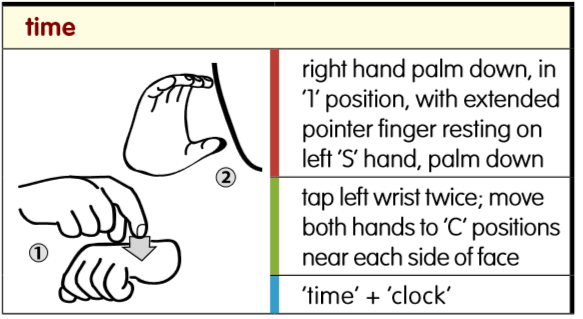 time
right hand palm down, in
'1' position, with extended
pointer finger resting on
left 'S' hand, palm down
tap left wrist twice; move
both hands to 'C' positions
near each side of face
'time' + 'clock'
1
2